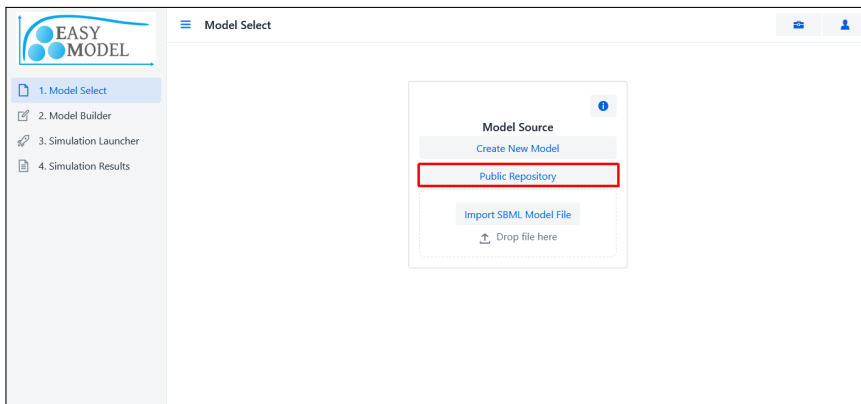 EASY
MODEL
Model Select
1. Model Select
2. Model Builder
3. Simulation Launcher
4. Simulation Results
Model Source
Create New Model
Public Repository
Import SBML Model File
Drop file here